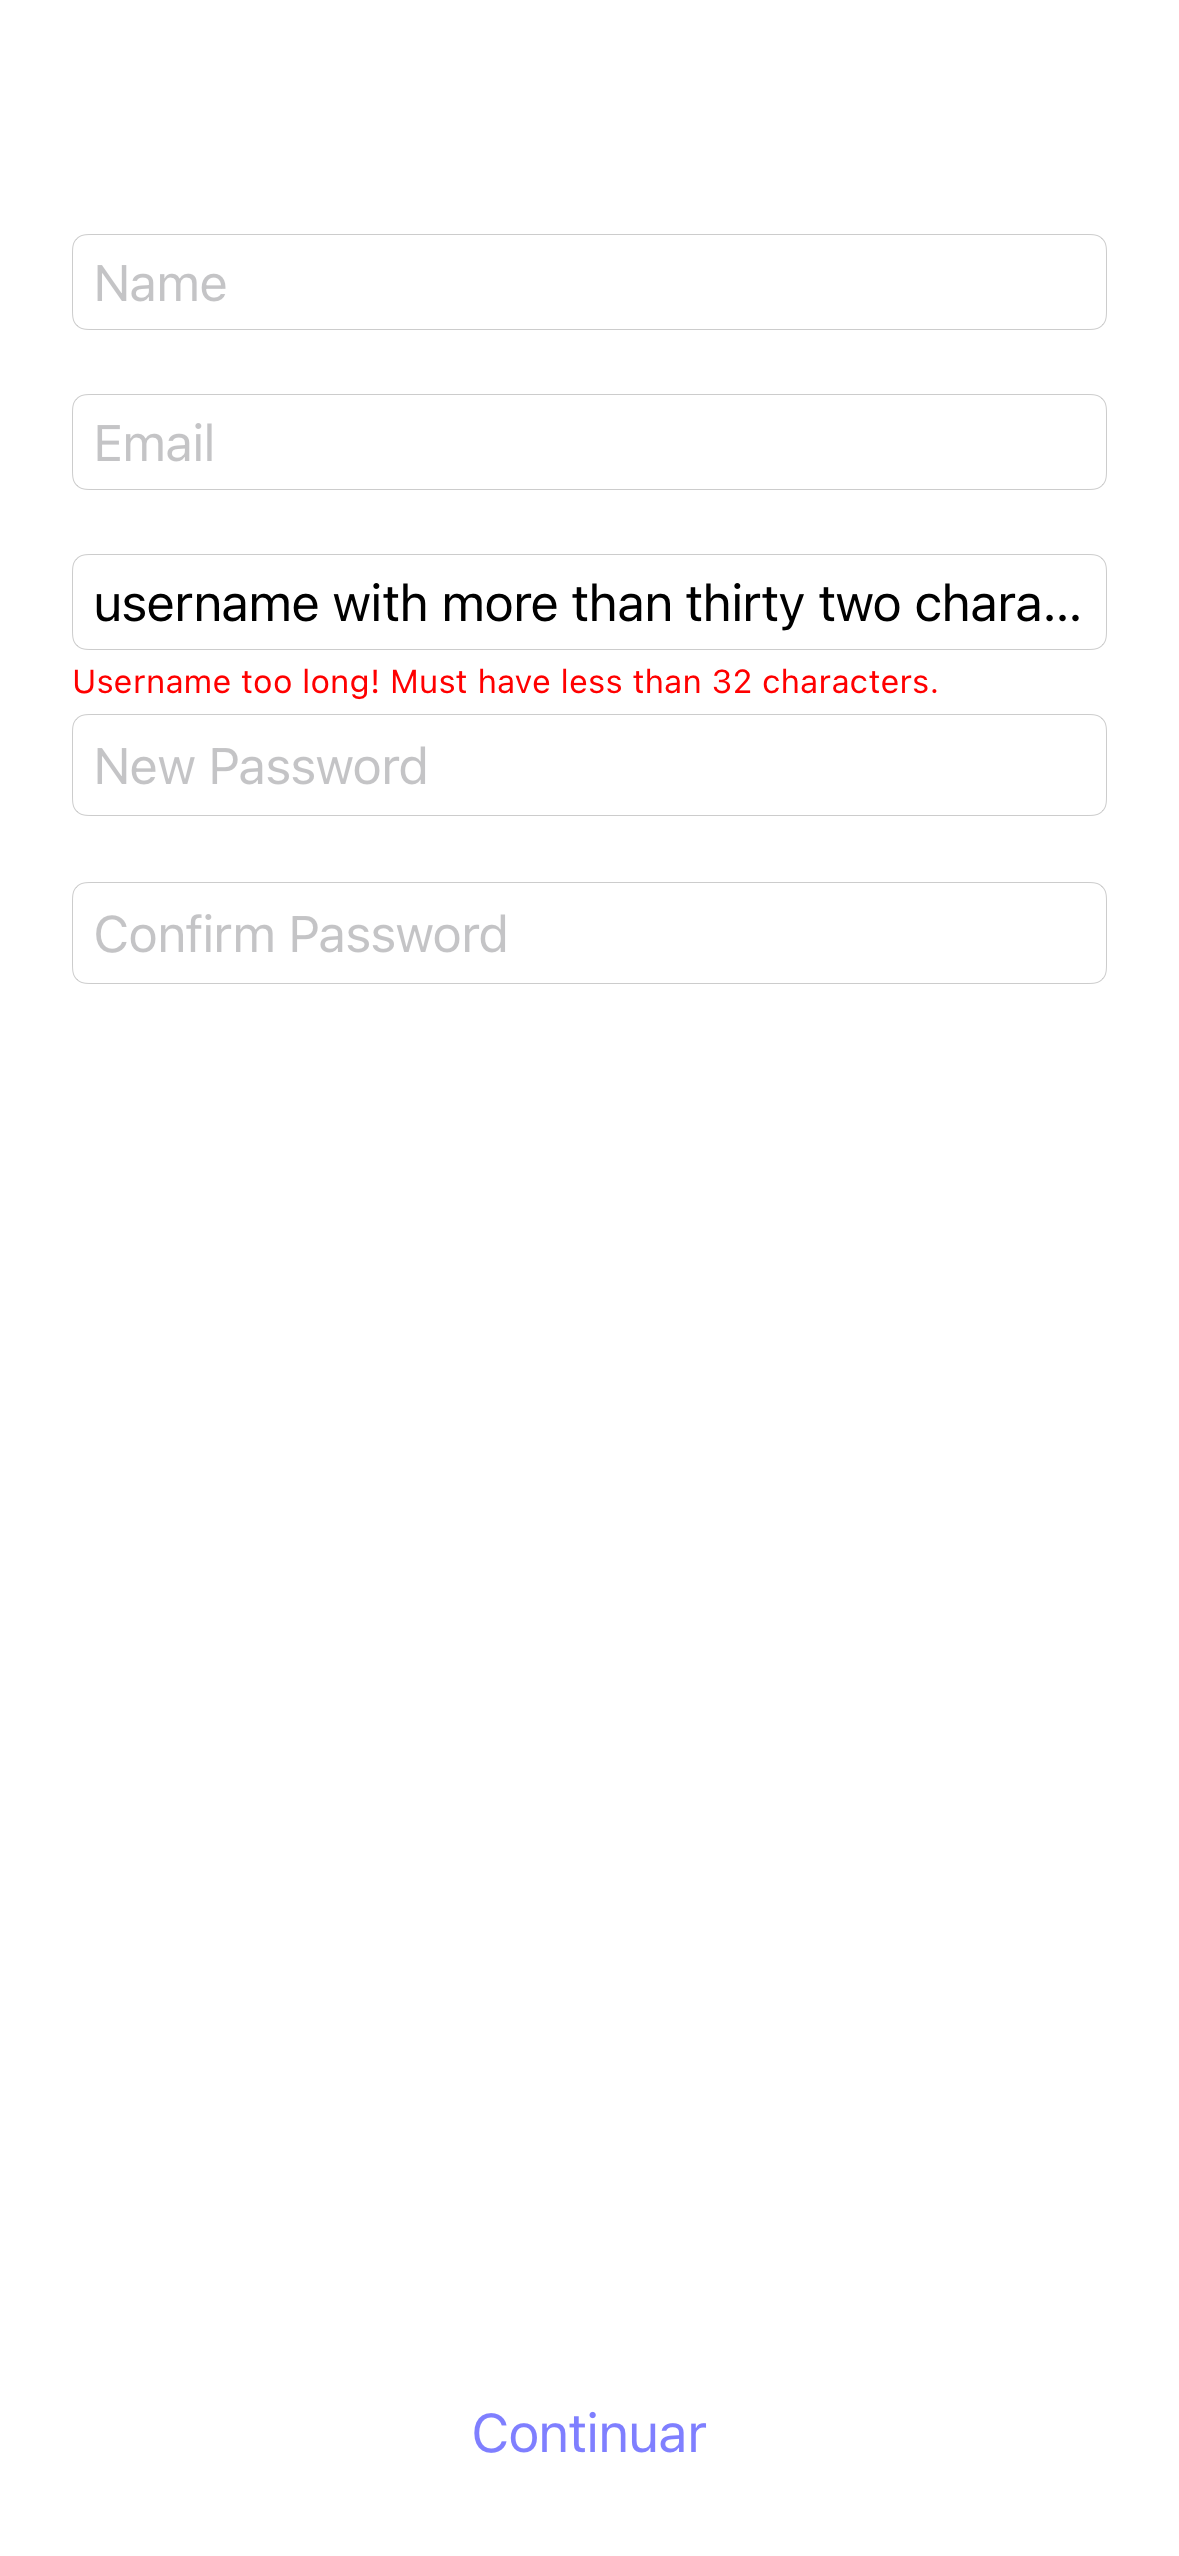 Name
Email
username with more than thirty two chara...
Username too long! Must have less than 32 characters.
New Password
Confirm Password
Continuar